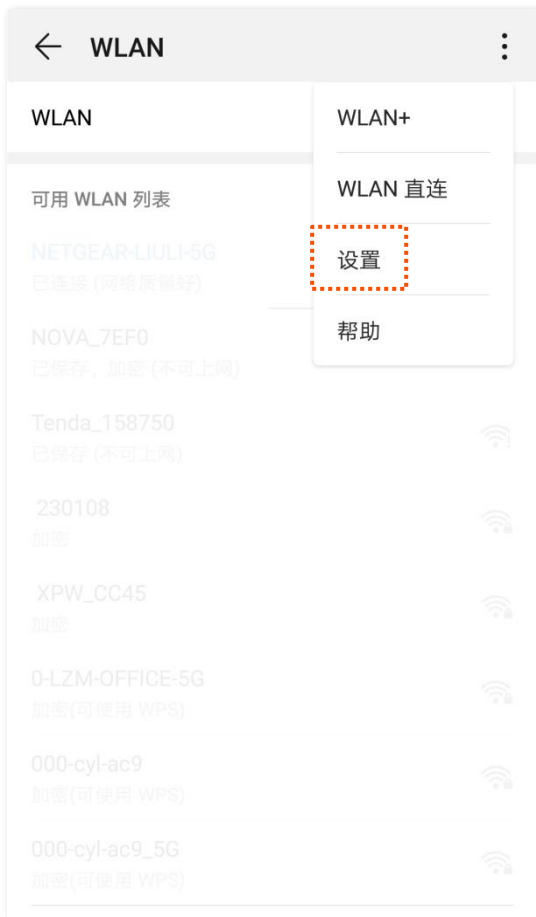 WLAN
WLAN
WLAN+
WLAN 直连
设置
帮助
可用 WLAN 列表
NETGEAR-LIULI-5G
已连接 (网络质量好)
NOVA_7EF0
已保存，加密 (不可上网)
Tenda_158750
已保存 (不可上网)
230108
加密
XPW_CC45
加密
0-LZM-OFFICE-5G
加密(可使用 WPS)
000-cyl-ac9
加密(可使用 WPS)
000-cyl-ac9_5G
加密(可使用 WPS)